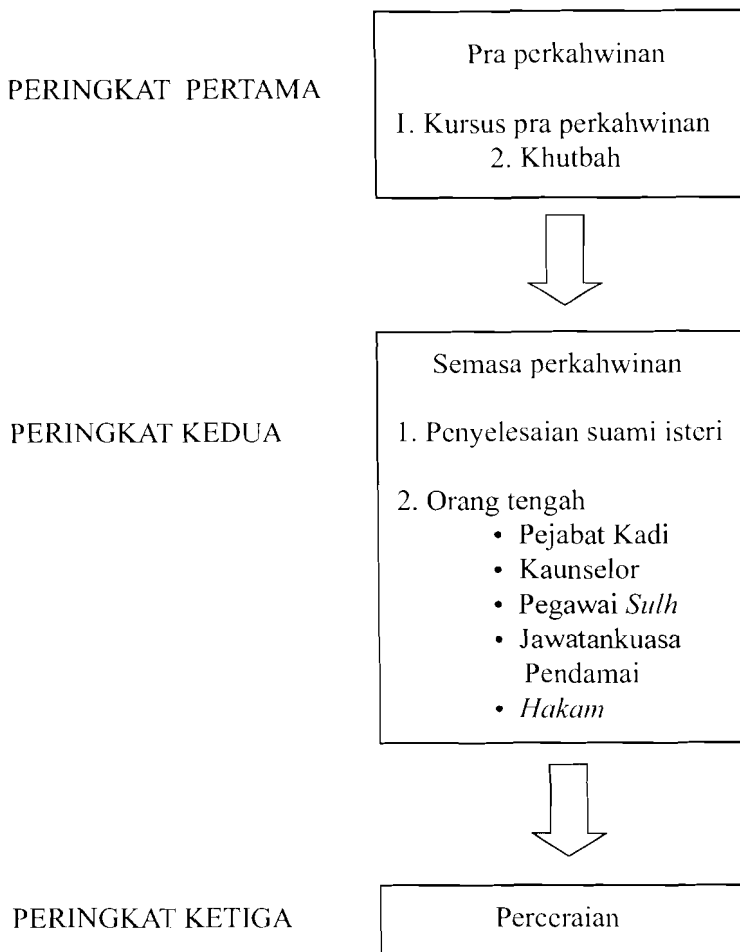 PERINGKAT PERTAMA
Pra perkahwinan
1. Kursus pra perkahwinan
2. Khutbah
PERINGKAT KEDUA
Semasa perkahwinan
1. Penyelesaian suami isteri
2. Orang tengah
• Pejabat Kadi
• Kaunselor
• Pegawai Sulh
• Jawatankuasa
Pendamai
• Hakam
PERINGKAT KETIGA
Perceraian